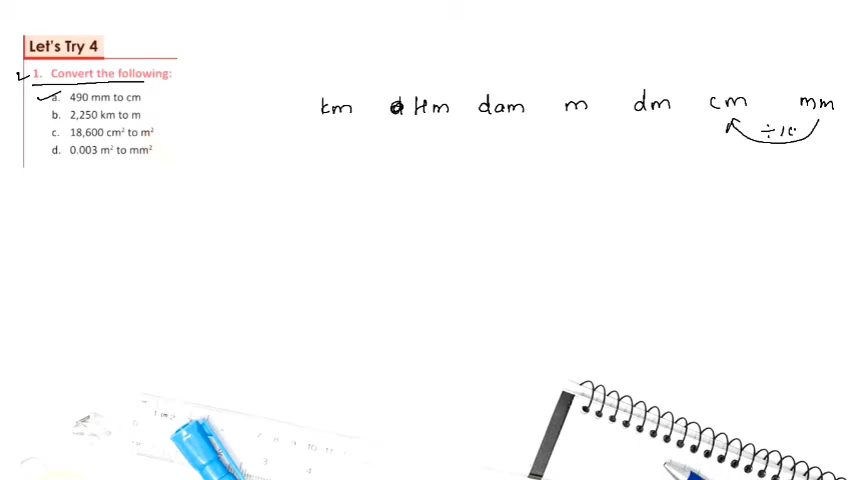 Let's Try 4
1. Convert the following:
a. 490 mm to cm
b. 2,250 km to m
c. 18,600 cm² to m²
d. 0.003 m² to mm²
km Hm dam m dm cm mm
÷10